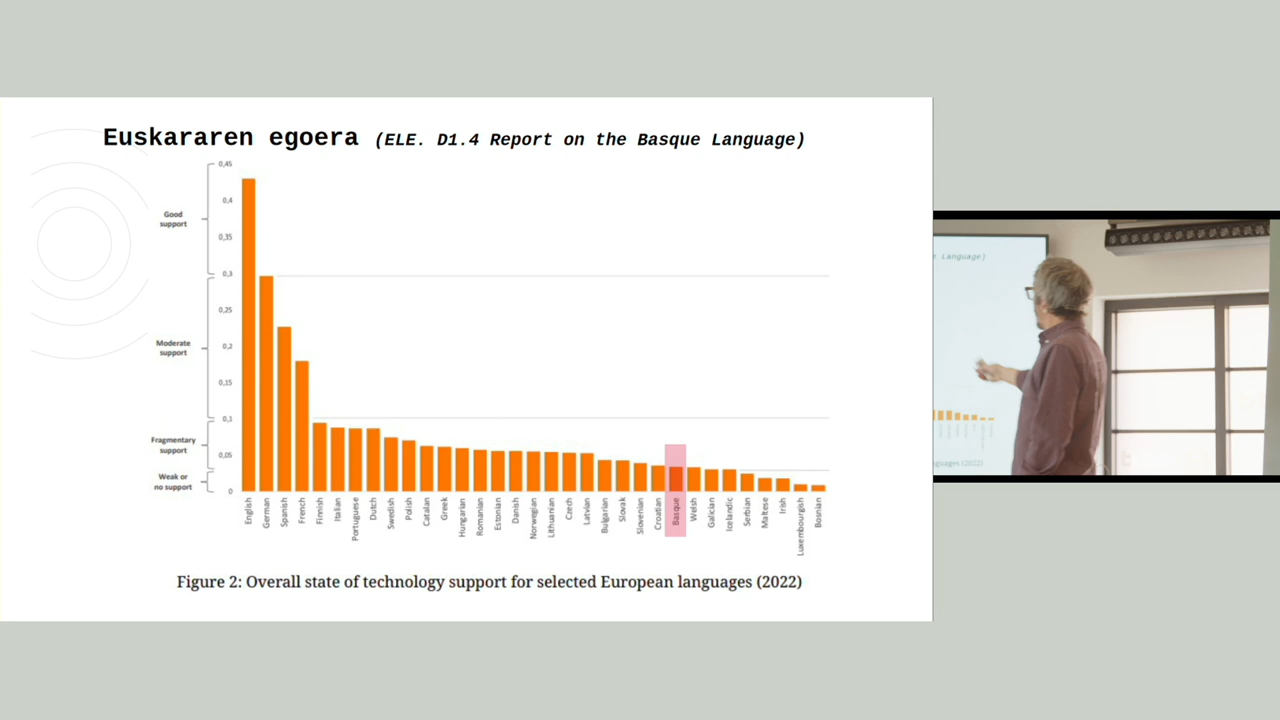 Euskararen egoera (ELE. D1.4 Report on the Basque Language)
0,45
Good
support
0,4
0,35
0,3
0,25
Moderate
support
0,2
0,15
0,1
Fragmentary
support
0,05
Weak or
no support
0
English
German
Spanish
French
Finnish
Italian
Portuguese
Dutch
Swedish
Polish
Catalan
Greek
Hungarian
Romanian
Estonian
Danish
Norwegian
Lithuanian
Czech
Latvian
Bulgarian
Slovak
Slovenian
Croatian
Basque
Welsh
Galician
Icelandic
Serbian
Maltese
Irish
Luxembourgish
Bosnian
Figure 2: Overall state of technology support for selected European languages (2022)
Language)
(2022)